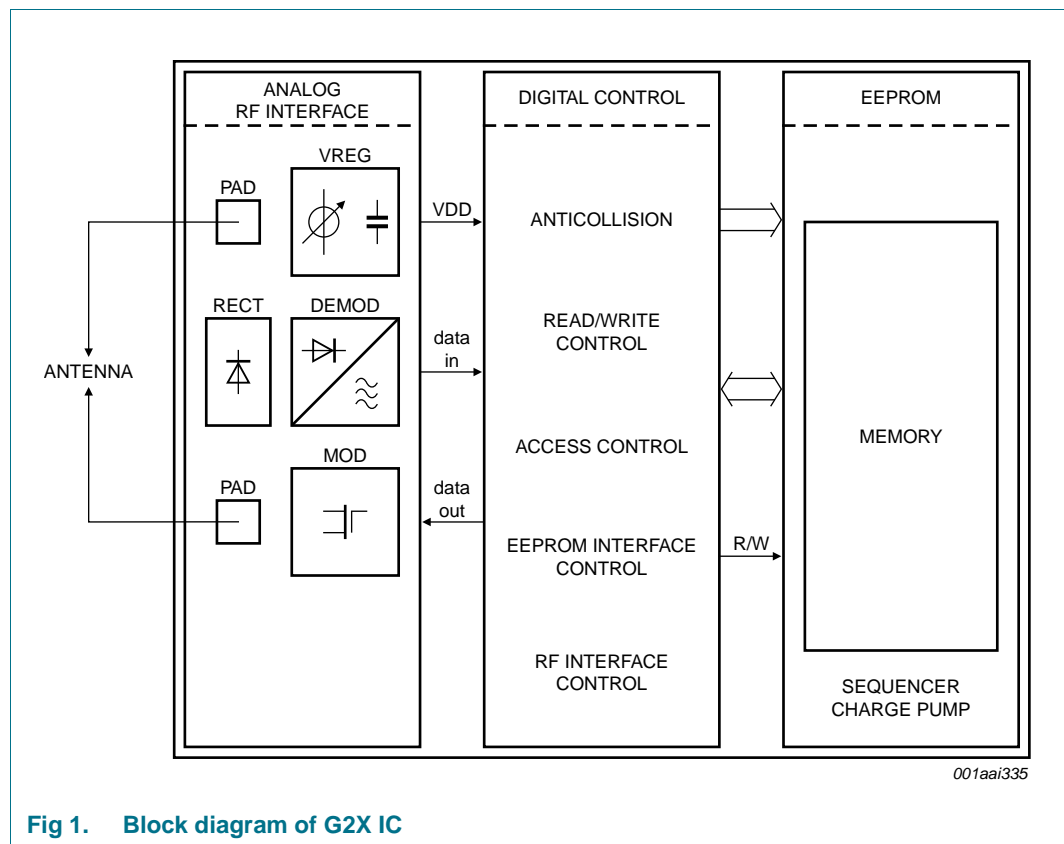 ANALOG
RF INTERFACE
DIGITAL CONTROL
EEPROM
VREG
PAD
VDD
ANTICOLLISION
RECT
DEMOD
data
in
READ/WRITE
CONTROL
ANTENNA
MEMORY
ACCESS CONTROL
MOD
PAD
data
out
EEPROM INTERFACE
CONTROL
R/W
RF INTERFACE
CONTROL
SEQUENCER
CHARGE PUMP
001aai335
Fig 1. Block diagram of G2X IC